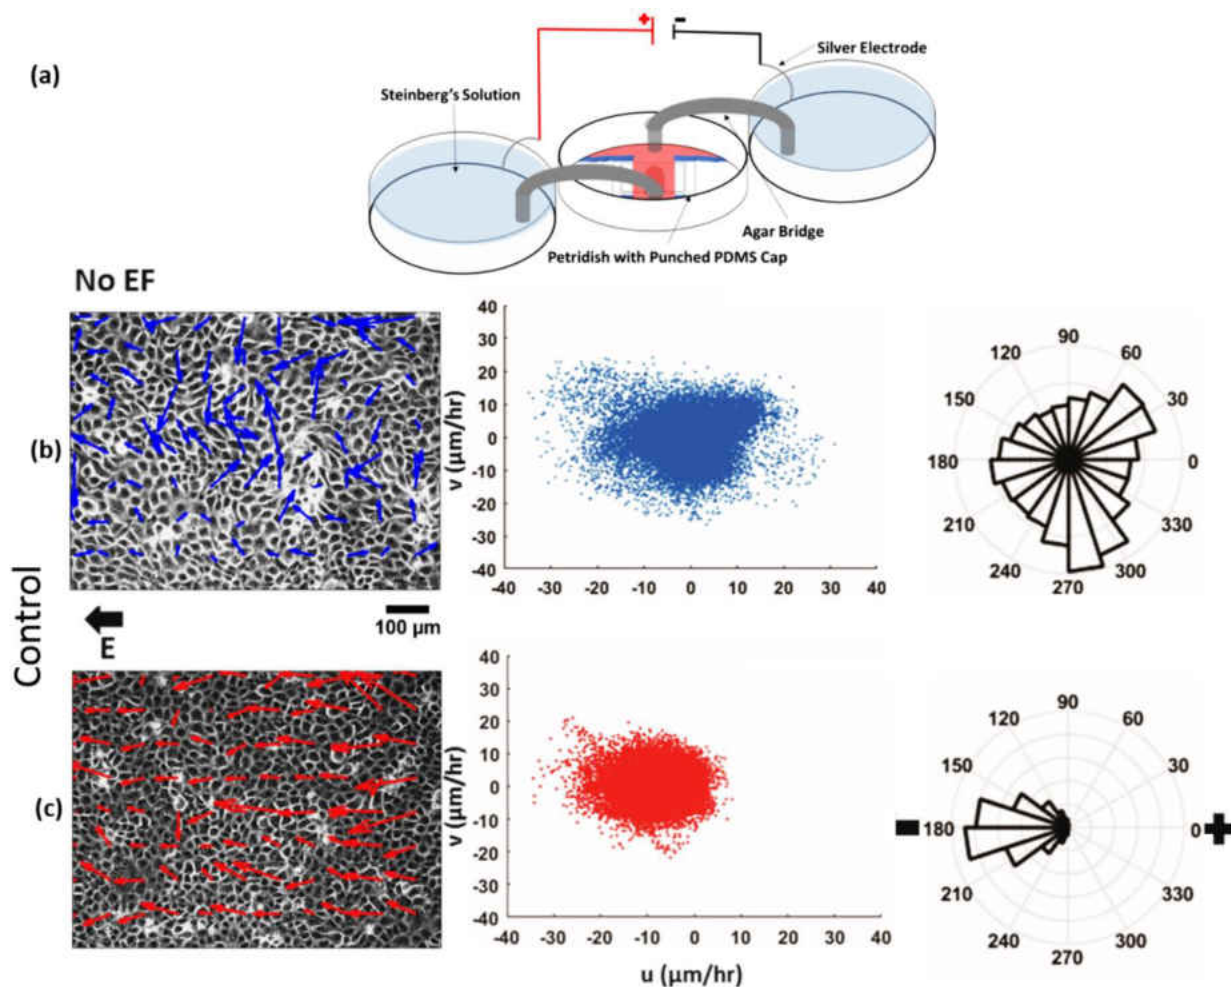 (a)
+ -
Silver Electrode
Steinberg's Solution
Agar Bridge
Petridish with Punched PDMS Cap
No EF
Control
(b)
v (μm/hr)
40
30
20
10
0
-10
-20
-30
-40
-40 -30 -20 -10 0 10 20 30 40
90
120 60
150 30
180 0
210 330
240 300
270
E
100 μm
(c)
v (μm/hr)
40
30
20
10
0
-10
-20
-30
-40
-40 -30 -20 -10 0 10 20 30 40
u (μm/hr)
90
120 60
150 30
- 180 0 +
210 330
240 300
270